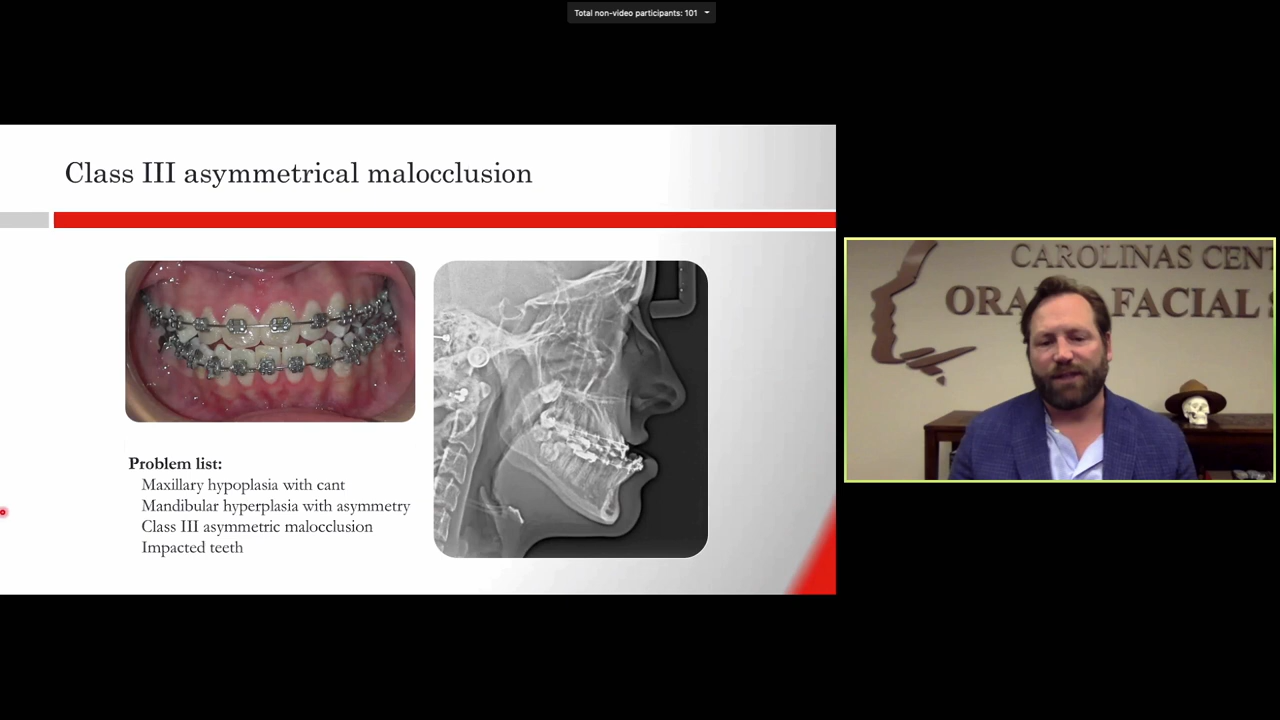 Total non-video participants: 101
Class III asymmetrical malocclusion
Problem list:
Maxillary hypoplasia with cant
Mandibular hyperplasia with asymmetry
Class III asymmetric malocclusion
Impacted teeth
CAROLINAS CENT
ORAL FACIAL S